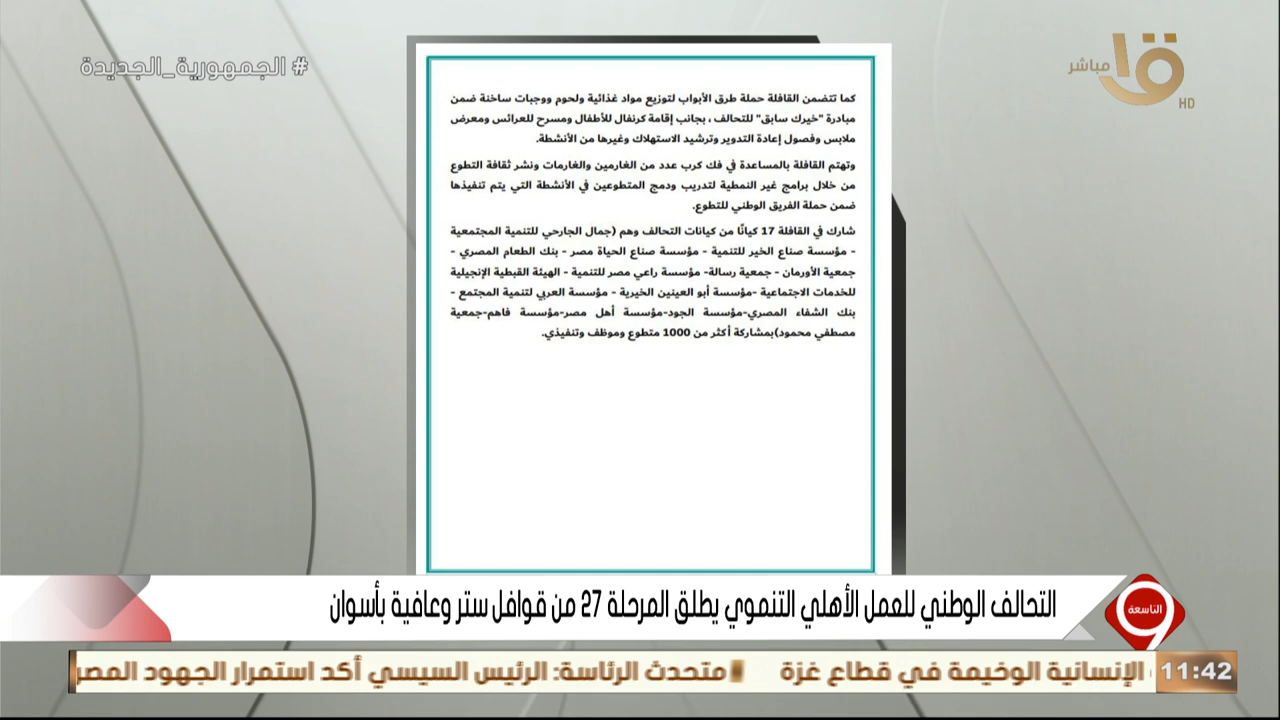 # الجمهورية_الجديدة
مباشر
HD
كما تتضمن القافلة حملة طرق الأبواب لتوزيع مواد غذائية ولحوم ووجبات ساخنة ضمن
مبادرة "خيرك سابق" للتحالف ، بجانب إقامة كرنفال للأطفال ومسرح للعرائس ومعرض
ملابس وفصول إعادة التدوير وترشيد الاستهلاك وغيرها من الأنشطة.
وتهتم القافلة بالمساعدة في فك كرب عدد من الغارمين والغارمات ونشر ثقافة التطوع
من خلال برامج غير النمطية لتدريب ودمج المتطوعين في الأنشطة التي يتم تنفيذها
ضمن حملة الفريق الوطني للتطوع.
شارك في القافلة 17 كيانًا من كيانات التحالف وهم (جمال الجارحي للتنمية المجتمعية
- مؤسسة صناع الخير للتنمية - مؤسسة صناع الحياة مصر - بنك الطعام المصري -
جمعية الأورمان - جمعية رسالة- مؤسسة راعي مصر للتنمية - الهيئة القبطية الإنجيلية
للخدمات الاجتماعية -مؤسسة أبو العينين الخيرية - مؤسسة العربي لتنمية المجتمع -
بنك الشفاء المصري-مؤسسة الجود-مؤسسة أهل مصر-مؤسسة فاهم-جمعية
مصطفي محمود)بمشاركة أكثر من 1000 متطوع وموظف وتنفيذي.
التاسعة
9
التحالف الوطني للعمل الأهلي التنموي يطلق المرحلة 27 من قوافل ستر وعافية بأسوان
11:42
الإنسانية الوخيمة في قطاع غزة
متحدث الرئاسة: الرئيس السيسي أكد استمرار الجهود المصر